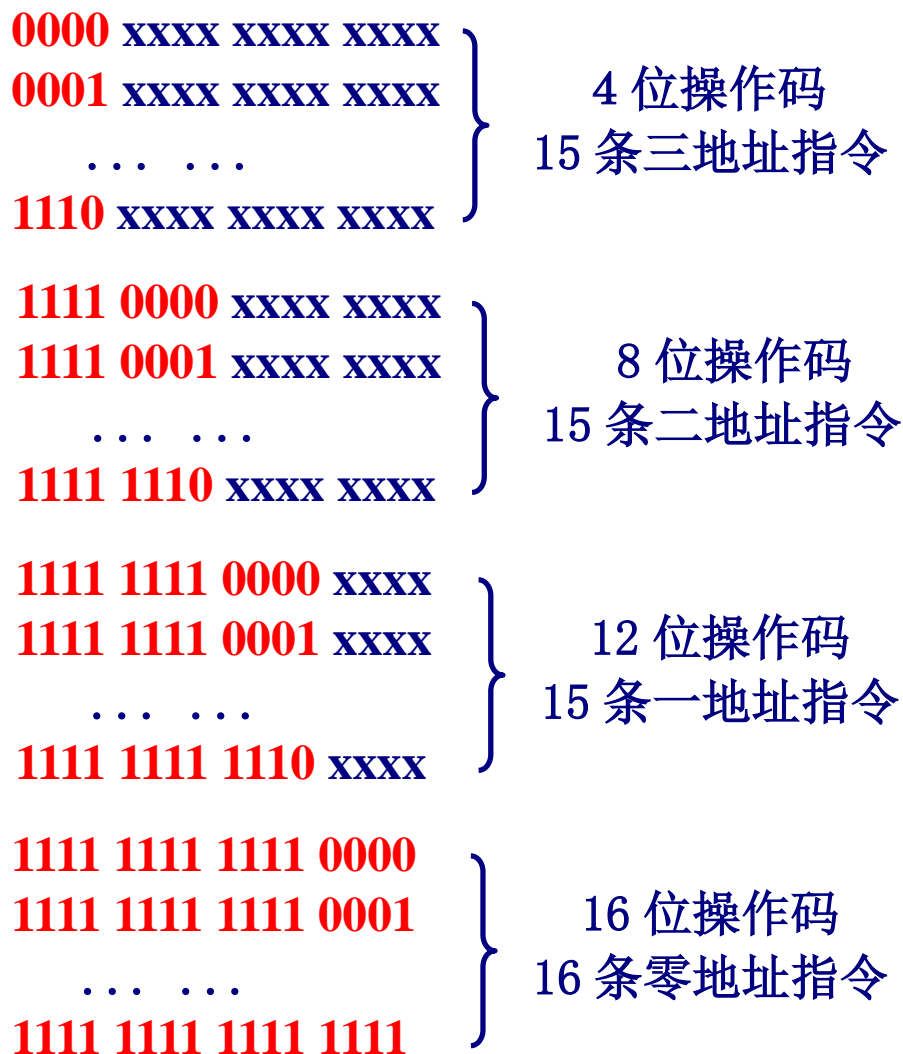 0000 xxxx xxxx xxxx
0001 xxxx xxxx xxxx
... ...
1110 xxxx xxxx xxxx
4 位操作码
15 条三地址指令
1111 0000 xxxx xxxx
1111 0001 xxxx xxxx
... ...
1111 1110 xxxx xxxx
8 位操作码
15 条二地址指令
1111 1111 0000 xxxx
1111 1111 0001 xxxx
... ...
1111 1111 1110 xxxx
12 位操作码
15 条一地址指令
1111 1111 1111 0000
1111 1111 1111 0001
... ...
1111 1111 1111 1111
16 位操作码
16 条零地址指令